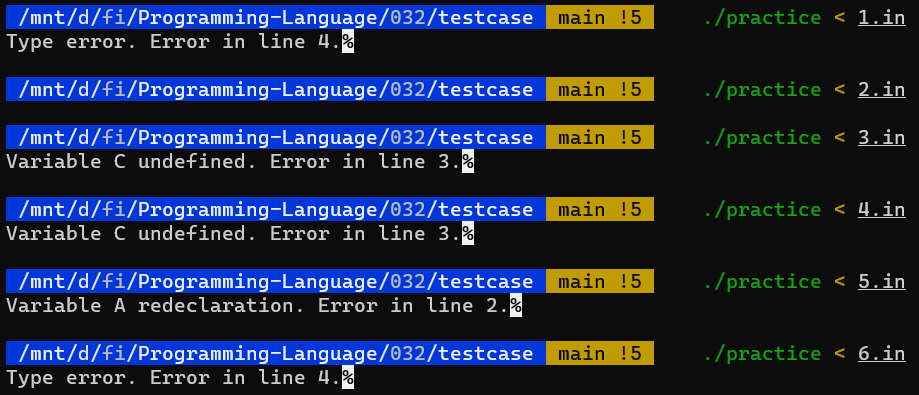 /mnt/d/fi/Programming-Language/032/testcase main !5 ./practice < 1.in
Type error. Error in line 4.%
/mnt/d/fi/Programming-Language/032/testcase main !5 ./practice < 2.in
/mnt/d/fi/Programming-Language/032/testcase main !5 ./practice < 3.in
Variable C undefined. Error in line 3.%
/mnt/d/fi/Programming-Language/032/testcase main !5 ./practice < 4.in
Variable C undefined. Error in line 3.%
/mnt/d/fi/Programming-Language/032/testcase main !5 ./practice < 5.in
Variable A redeclaration. Error in line 2.%
/mnt/d/fi/Programming-Language/032/testcase main !5 ./practice < 6.in
Type error. Error in line 4.%